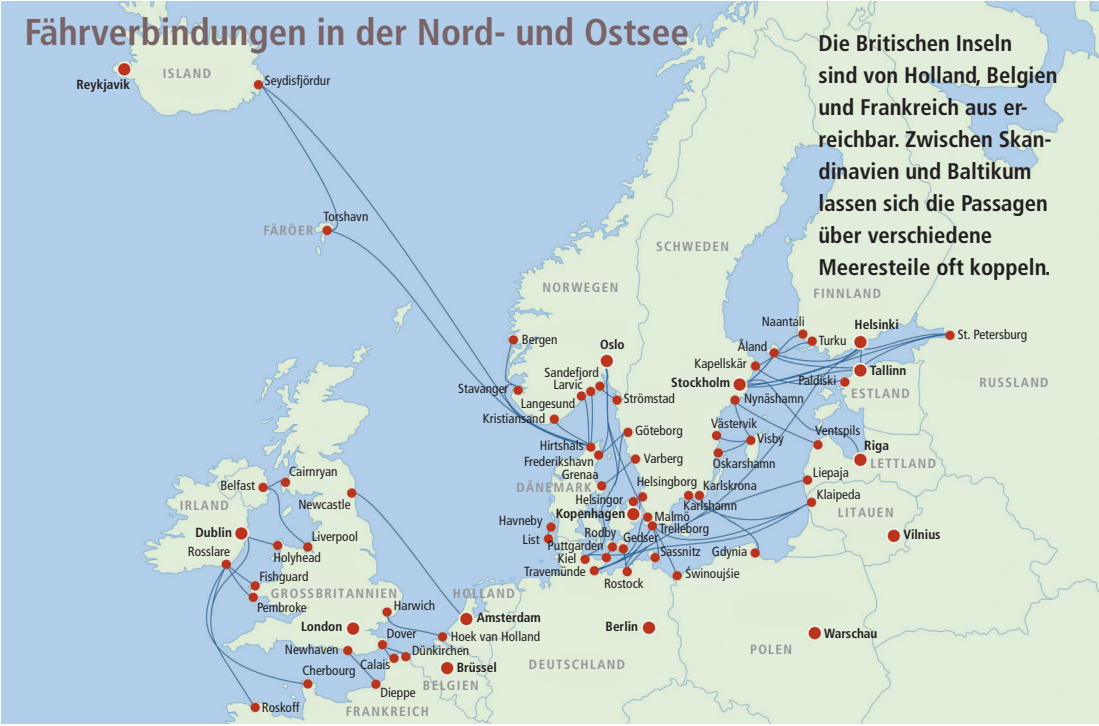 Fährverbindungen in der Nord- und Ostsee
Die Britischen Inseln
sind von Holland, Belgien
und Frankreich aus er-
reichbar. Zwischen Skan-
dinavien und Baltikum
lassen sich die Passagen
über verschiedene
Meeresteile oft koppeln.
ISLAND
Reykjavik
Seydisfjördur
Torshavn
FÄRÖER
SCHWEDEN
NORWEGEN
FINNLAND
Naantali
Helsinki
Bergen
Oslo
Åland
Turku
St. Petersburg
Kapellskär
Sandefjord
Larvic
Stockholm
Paldiski
Tallinn
RUSSLAND
Stavanger
Langesund
Strömstad
Nynäshamn
ESTLAND
Kristiansand
Göteborg
Västervik
Visby
Ventspils
Riga
Hirtshals
Frederikshavn
Varberg
Oskarshamn
LETTLAND
Grenaa
Liepaja
Cairnryan
Belfast
DÄNEMARK
Helsingborg
Karlskrona
Klaipeda
Newcastle
Helsingor
Karlshamn
LITAUEN
IRLAND
Kopenhagen
Malmö
Havneby
Trelleborg
Dublin
Liverpool
List
Rodby
Gedser
Vilnius
Rosslare
Holyhead
Puttgarden
Sassnitz
Gdynia
Kiel
Travemünde
Fishguard
Rostock
Świnoujśie
GROSSBRITANNIEN
HOLLAND
Pembroke
Harwich
Amsterdam
London
Berlin
Warschau
Dover
Hoek van Holland
Newhaven
Dünkirchen
POLEN
Calais
Brüssel
DEUTSCHLAND
Cherbourg
BELGIEN
Dieppe
Roskoff
FRANKREICH